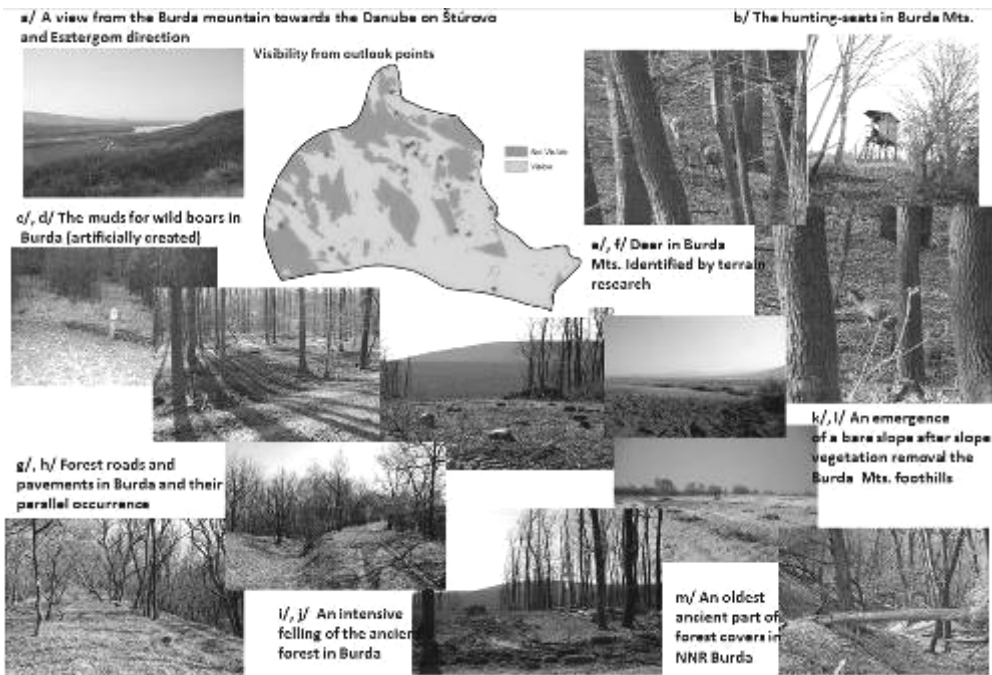 a/ A view from the Burda mountain towards the Danube on Štúrovo
and Esztergom direction
b/ The hunting-seats in Burda Mts.
Visibility from outlook points
Not Visible
Visible
c/, d/ The muds for wild boars in
Burda (artificially created)
e/, f/ Deer in Burda
Mts. Identified by terrain
research
g/, h/ Forest roads and
pavements in Burda and their
parallel occurrence
k/, l/ An emergence
of a bare slope after slope
vegetation removal the
Burda Mts. foothills
i/, j/ An intensive
felling of the ancien
forest in Burda
m/ An oldest
ancient part of
forest covers in
NNR Burda